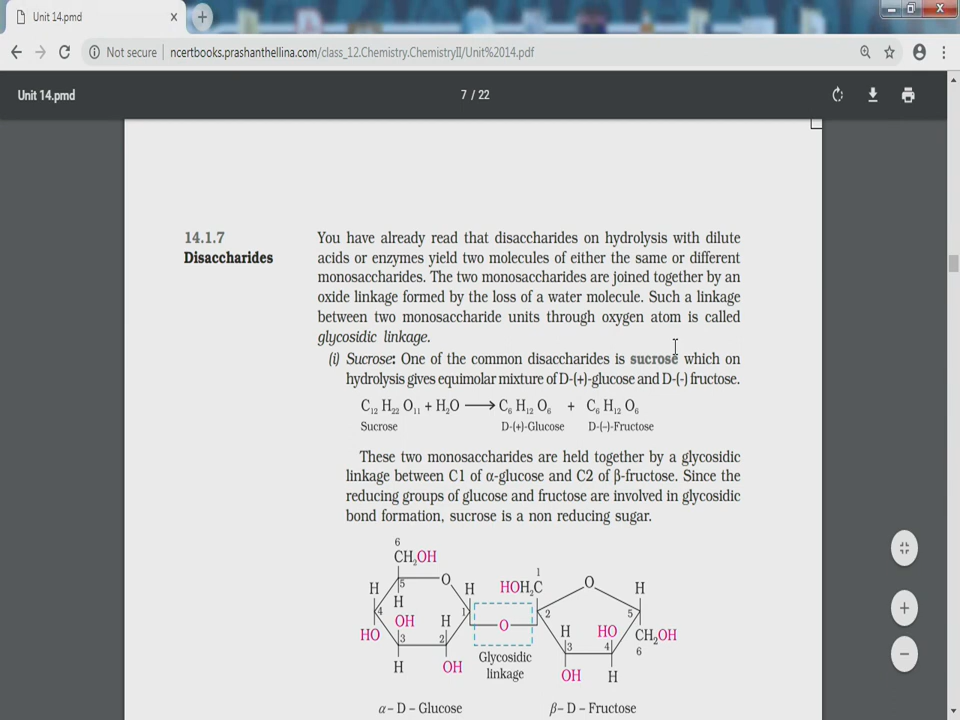 Unit 14.pmd
Not secure | ncertbooks.prashanthellina.com/class_12.Chemistry.ChemistryII/Unit%2014.pdf
Unit 14.pmd
7 / 22
14.1.7
Disaccharides
You have already read that disaccharides on hydrolysis with dilute
acids or enzymes yield two molecules of either the same or different
monosaccharides. The two monosaccharides are joined together by an
oxide linkage formed by the loss of a water molecule. Such a linkage
between two monosaccharide units through oxygen atom is called
glycosidic linkage.
(i) Sucrose: One of the common disaccharides is sucrose which on
hydrolysis gives equimolar mixture of D-(+)-glucose and D-(-) fructose.
C₁₂ H₂₂ O₁₁ + H₂O ⟶ C₆ H₁₂ O₆ + C₆ H₁₂ O₆
Sucrose D-(+)-Glucose D-(–)-Fructose
These two monosaccharides are held together by a glycosidic
linkage between C1 of α-glucose and C2 of β-fructose. Since the
reducing groups of glucose and fructose are involved in glycosidic
bond formation, sucrose is a non reducing sugar.
6
CH₂OH 1
H 5 O H HOH₂C O H
4 H 1 2 5
OH H H HO CH₂OH
HO 3 2 O 3 4 6
H OH Glycosidic OH H
linkage
α – D – Glucose β – D – Fructose